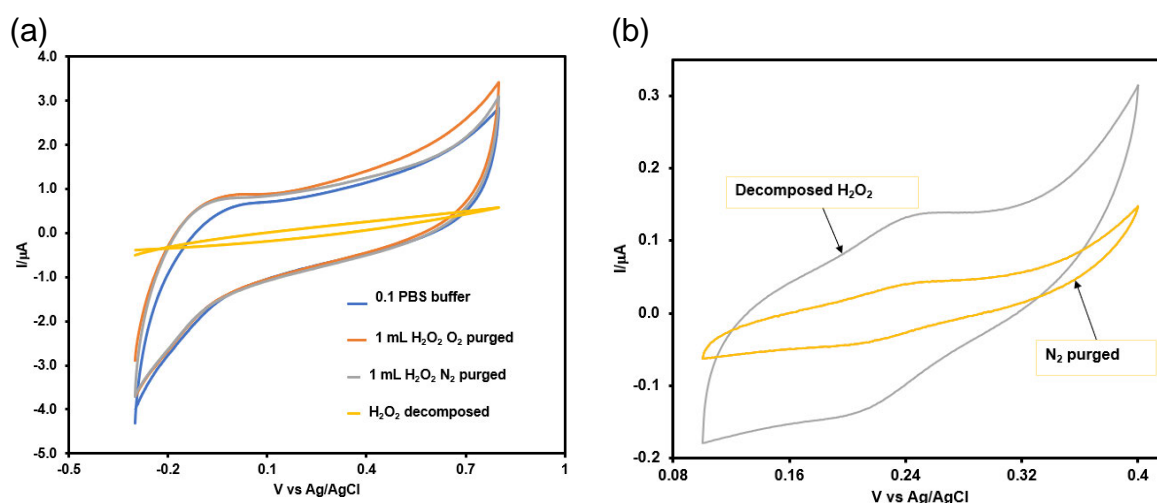 (a)
4.0
3.0
2.0
1.0
0.0
-1.0
-2.0
-3.0
-4.0
-5.0
I/μA
0.1 PBS buffer
1 mL H₂O₂ O₂ purged
1 mL H₂O₂ N₂ purged
H₂O₂ decomposed
-0.5
-0.2
0.1
0.4
0.7
1
V vs Ag/AgCl
(b)
0.3
0.2
0.1
0.0
-0.1
-0.2
I/μA
Decomposed H₂O₂
N₂ purged
0.08
0.16
0.24
0.32
0.4
V vs Ag/AgCl